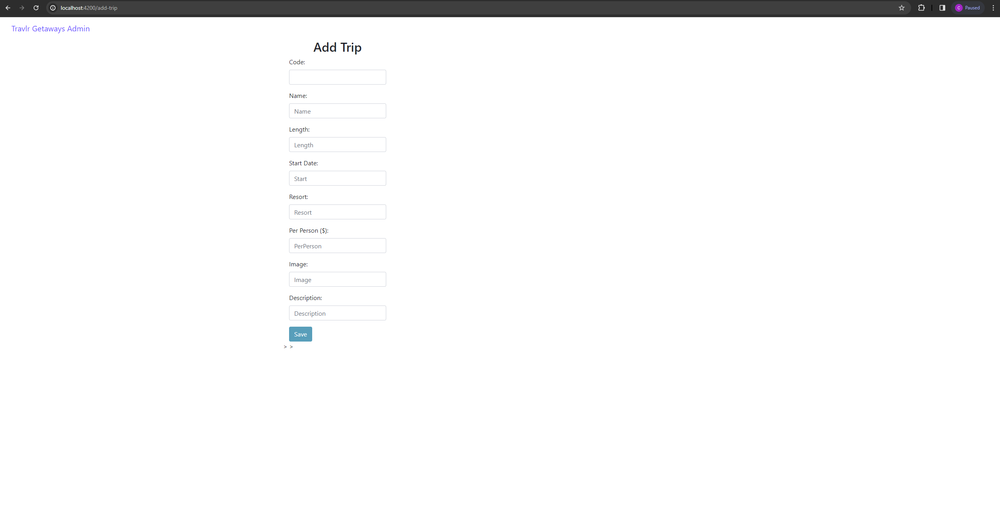 localhost:4200/add-trip
C Paused
Travlr Getaways Admin
Add Trip
Code:
Name:
Name
Length:
Length
Start Date:
Start
Resort:
Resort
Per Person ($):
PerPerson
Image:
Image
Description:
Description
Save
> >